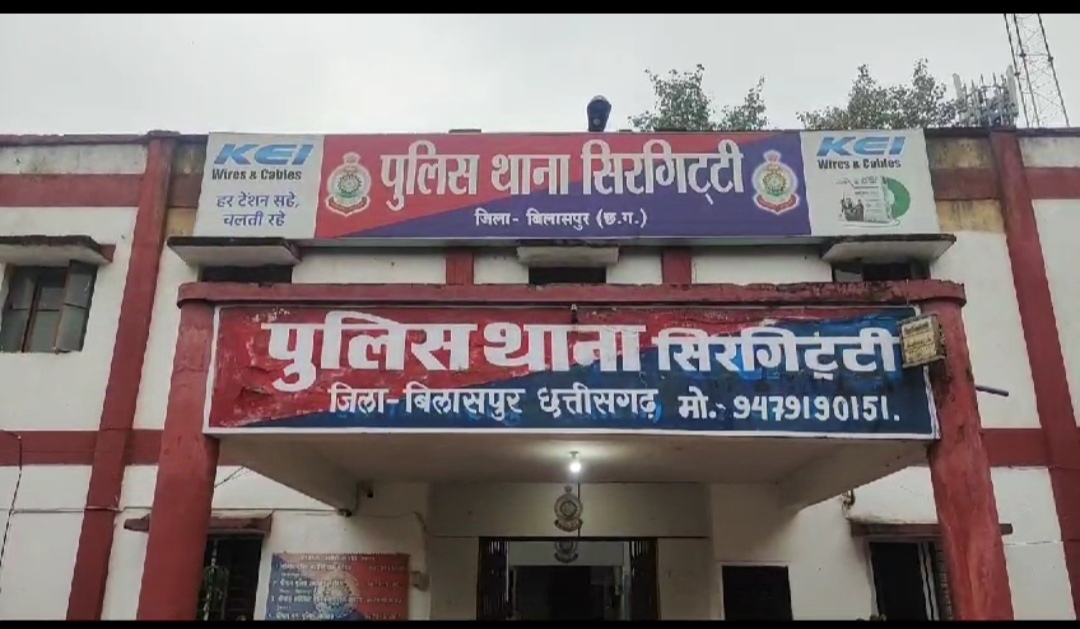 KEI
Wires & Cables
हर टेंशन सहे,
चलती रहे
पुलिस थाना सिरगिट्टी
जिला- बिलासपुर (छ.ग.)
KEI
Wires & Cables
पुलिस थाना सिरगिट्टी
जिला-बिलासपुर छत्तीसगढ़ मो.- 9479190151.